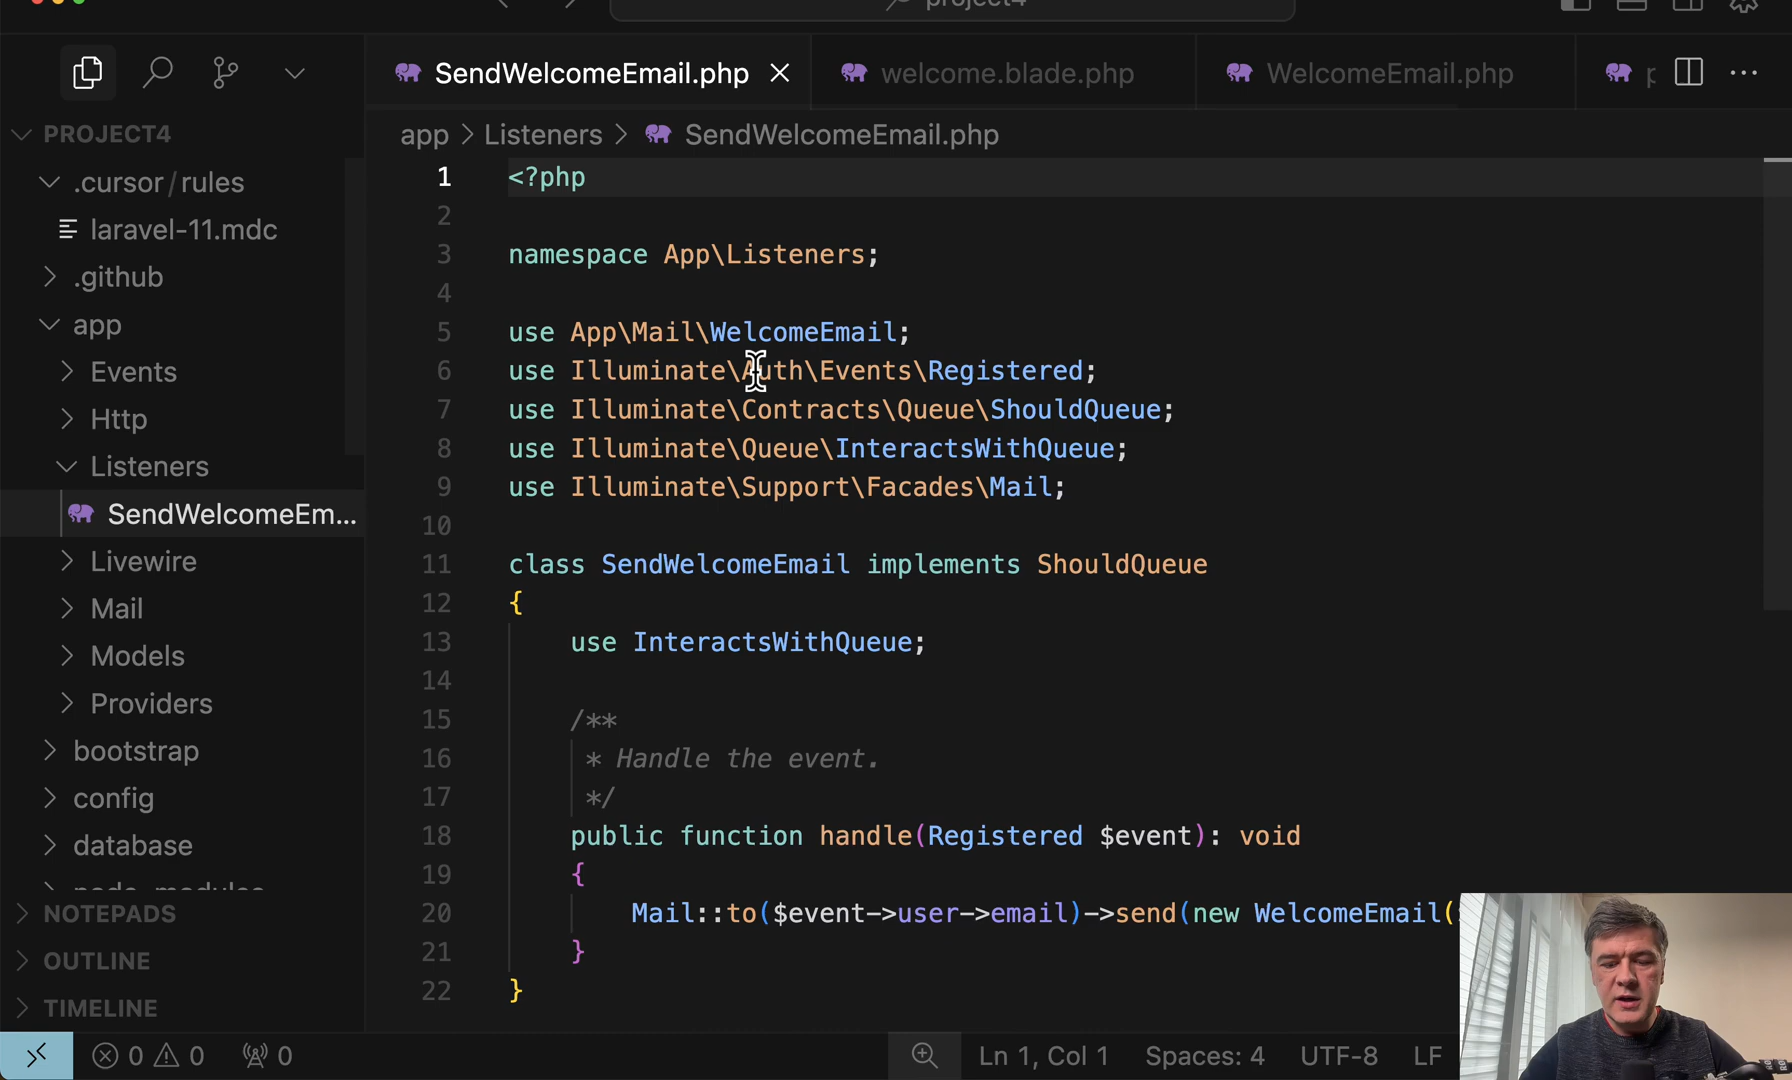 project4
SendWelcomeEmail.php
welcome.blade.php
WelcomeEmail.php
PROJECT4
.cursor/rules
laravel-11.mdc
.github
app
Events
Http
Listeners
SendWelcomeEm...
Livewire
Mail
Models
Providers
bootstrap
config
database
node_modules
NOTEPADS
OUTLINE
TIMELINE
app > Listeners > SendWelcomeEmail.php
1 <?php
2
3 namespace App\Listeners;
4
5 use App\Mail\WelcomeEmail;
6 use Illuminate\Auth\Events\Registered;
7 use Illuminate\Contracts\Queue\ShouldQueue;
8 use Illuminate\Queue\InteractsWithQueue;
9 use Illuminate\Support\Facades\Mail;
10
11 class SendWelcomeEmail implements ShouldQueue
12 {
13 use InteractsWithQueue;
14
15 /**
16 * Handle the event.
17 */
18 public function handle(Registered $event): void
19 {
20 Mail::to($event->user->email)->send(new WelcomeEmail(
21 }
22 }
0 0 0
Ln 1, Col 1 Spaces: 4 UTF-8 LF